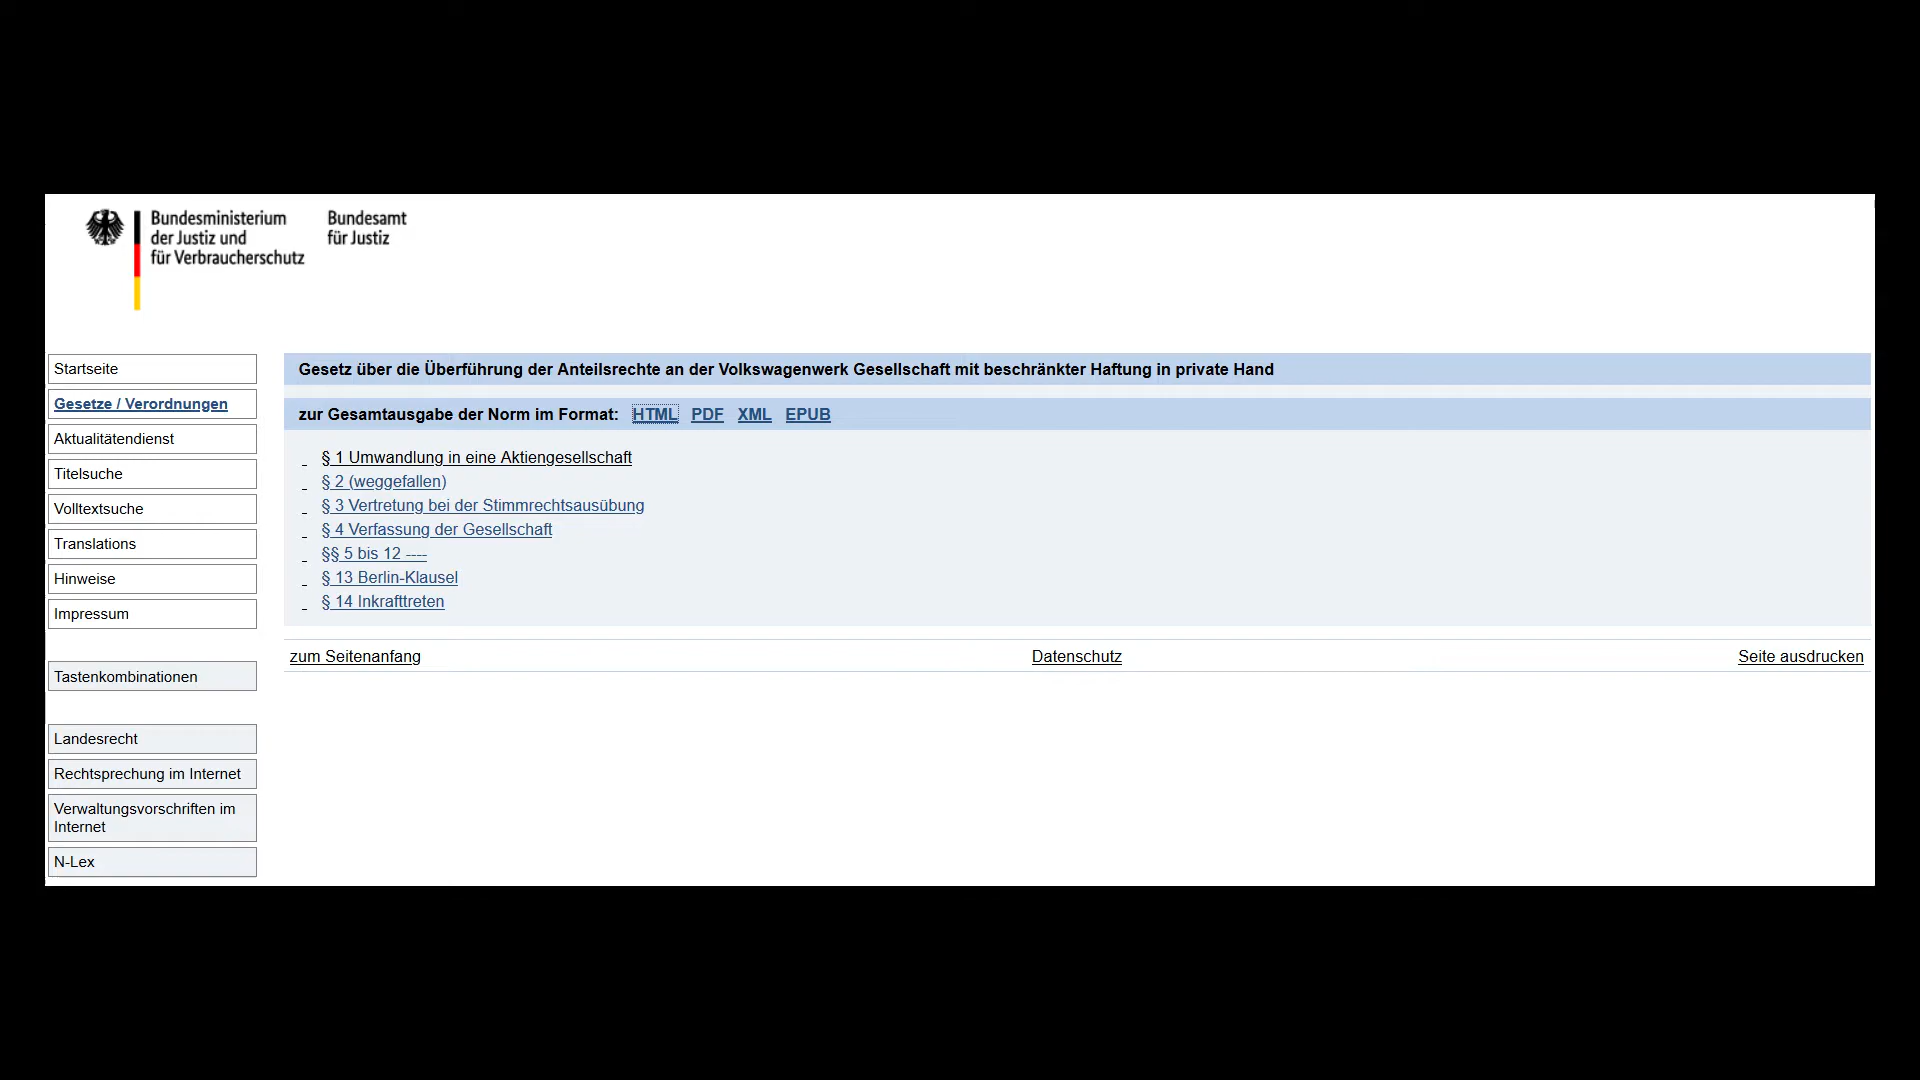 Bundesministerium
der Justiz und
für Verbraucherschutz
Bundesamt
für Justiz
Startseite
Gesetze / Verordnungen
Aktualitätendienst
Titelsuche
Volltextsuche
Translations
Hinweise
Impressum
Tastenkombinationen
Landesrecht
Rechtsprechung im Internet
Verwaltungsvorschriften im
Internet
N-Lex
Gesetz über die Überführung der Anteilsrechte an der Volkswagenwerk Gesellschaft mit beschränkter Haftung in private Hand
zur Gesamtausgabe der Norm im Format: HTML PDF XML EPUB
§ 1 Umwandlung in eine Aktiengesellschaft
§ 2 (weggefallen)
§ 3 Vertretung bei der Stimmrechtsausübung
§ 4 Verfassung der Gesellschaft
§§ 5 bis 12 ----
§ 13 Berlin-Klausel
§ 14 Inkrafttreten
zum Seitenanfang Datenschutz Seite ausdrucken